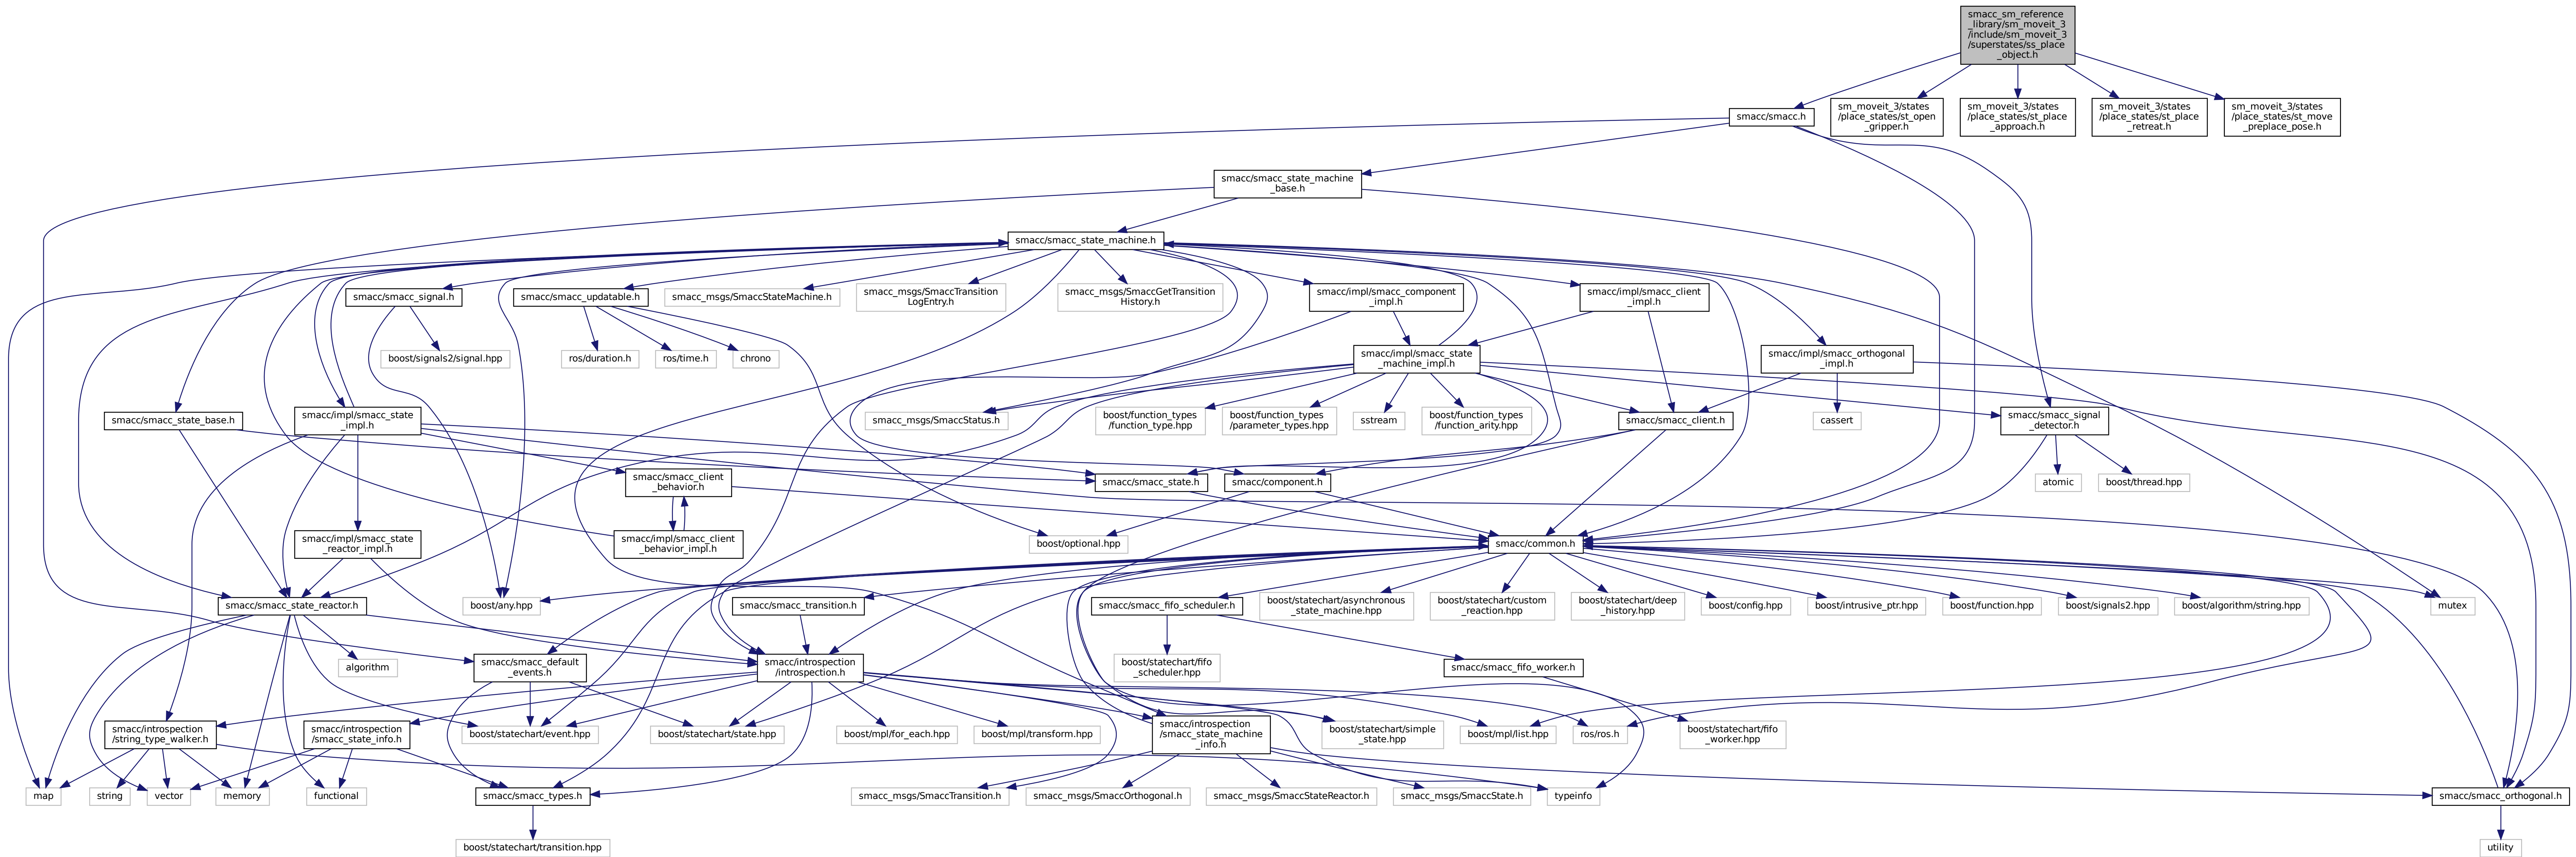 smacc_sm_reference
_library/sm_moveit_3
/include/sm_moveit_3
/superstates/ss_place
_object.h
smacc/smacc.h
sm_moveit_3/states
/place_states/st_open
_gripper.h
sm_moveit_3/states
/place_states/st_place
_approach.h
sm_moveit_3/states
/place_states/st_place
_retreat.h
sm_moveit_3/states
/place_states/st_move
_preplace_pose.h
smacc/smacc_state_machine
_base.h
smacc/smacc_state_machine.h
smacc/smacc_signal.h
smacc/smacc_updatable.h
smacc_msgs/SmaccStateMachine.h
smacc_msgs/SmaccTransition
LogEntry.h
smacc_msgs/SmaccGetTransition
History.h
smacc/impl/smacc_component
_impl.h
smacc/impl/smacc_client
_impl.h
boost/signals2/signal.hpp
ros/duration.h
ros/time.h
chrono
smacc/impl/smacc_state
_machine_impl.h
smacc/impl/smacc_orthogonal
_impl.h
smacc/smacc_state_base.h
smacc/impl/smacc_state
_impl.h
smacc_msgs/SmaccStatus.h
boost/function_types
/function_type.hpp
boost/function_types
/parameter_types.hpp
sstream
boost/function_types
/function_arity.hpp
smacc/smacc_client.h
cassert
smacc/smacc_signal
_detector.h
smacc/smacc_client
_behavior.h
smacc/smacc_state.h
smacc/component.h
atomic
boost/thread.hpp
smacc/impl/smacc_state
_reactor_impl.h
smacc/impl/smacc_client
_behavior_impl.h
boost/optional.hpp
smacc/common.h
smacc/smacc_state_reactor.h
boost/any.hpp
smacc/smacc_transition.h
smacc/smacc_fifo_scheduler.h
boost/statechart/asynchronous
_state_machine.hpp
boost/statechart/custom
_reaction.hpp
boost/statechart/deep
_history.hpp
boost/config.hpp
boost/intrusive_ptr.hpp
boost/function.hpp
boost/signals2.hpp
boost/algorithm/string.hpp
mutex
algorithm
smacc/smacc_default
_events.h
smacc/introspection
/introspection.h
boost/statechart/fifo
_scheduler.hpp
smacc/smacc_fifo_worker.h
smacc/introspection
/string_type_walker.h
smacc/introspection
/smacc_state_info.h
boost/statechart/event.hpp
boost/statechart/state.hpp
boost/mpl/for_each.hpp
boost/mpl/transform.hpp
smacc/introspection
/smacc_state_machine
_info.h
boost/statechart/simple
_state.hpp
boost/mpl/list.hpp
ros/ros.h
boost/statechart/fifo
_worker.hpp
map
string
vector
memory
functional
smacc/smacc_types.h
smacc_msgs/SmaccTransition.h
smacc_msgs/SmaccOrthogonal.h
smacc_msgs/SmaccStateReactor.h
smacc_msgs/SmaccState.h
typeinfo
smacc/smacc_orthogonal.h
boost/statechart/transition.hpp
utility